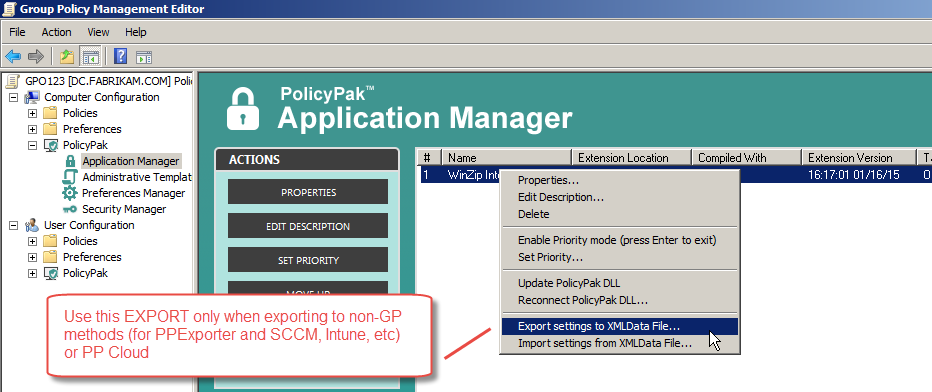 Group Policy Management Editor
File Action View Help
GPO123 [DC.FABRIKAM.COM] Poli
Computer Configuration
Policies
Preferences
PolicyPak
Application Manager
Administrative Templat
Preferences Manager
Security Manager
User Configuration
Policies
Preferences
PolicyPak
PolicyPak™
Application Manager
ACTIONS
PROPERTIES
EDIT DESCRIPTION
SET PRIORITY
MOVE UP
# Name Extension Location Compiled With Extension Version
1 WinZip Inte 16:17:01 01/16/15
Properties...
Edit Description...
Delete
Enable Priority mode (press Enter to exit)
Set Priority...
Update PolicyPak DLL
Reconnect PolicyPak DLL...
Export settings to XMLData File...
Import settings from XMLData File...
Use this EXPORT only when exporting to non-GP
methods (for PPExporter and SCCM, Intune, etc)
or PP Cloud